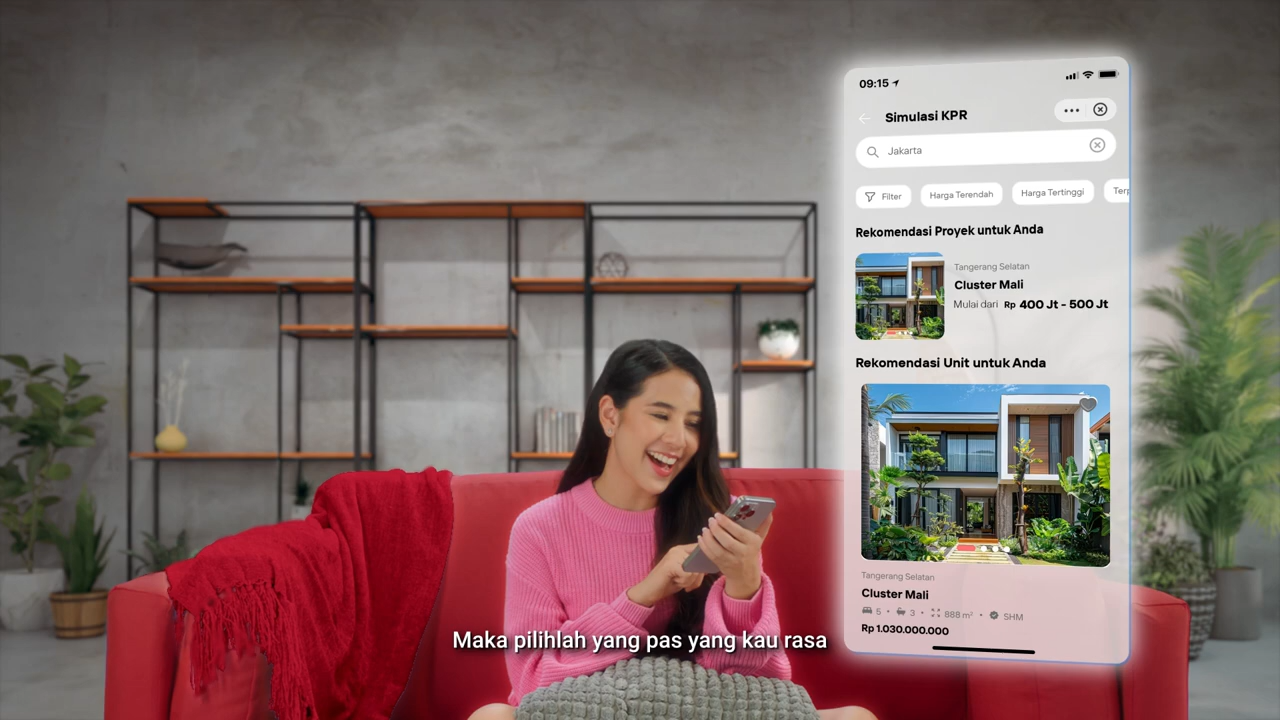 09:15
Simulasi KPR
Jakarta
Filter
Harga Terendah
Harga Tertinggi
Terp
Rekomendasi Proyek untuk Anda
Tangerang Selatan
Cluster Mali
Mulai dari Rp 400 Jt - 500 Jt
Rekomendasi Unit untuk Anda
Tangerang Selatan
Cluster Mali
5 • 3 • 888 m² • SHM
Rp 1.030.000.000
Maka pilihlah yang pas yang kau rasa